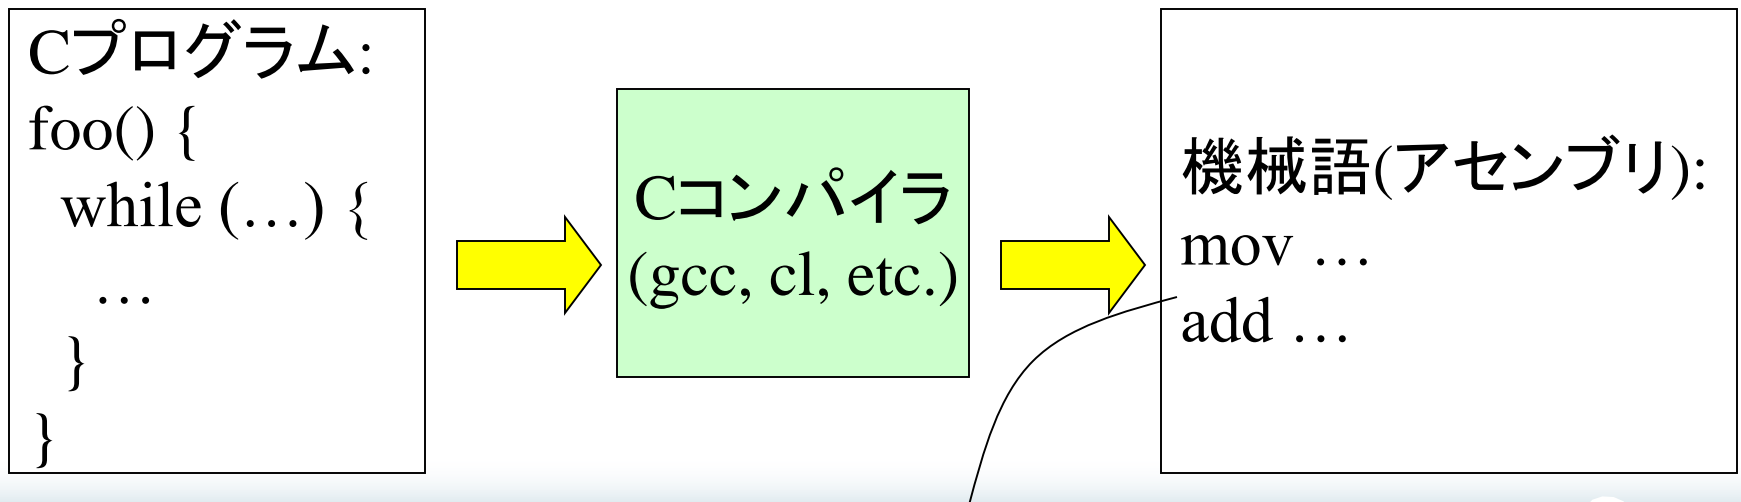 Cプログラム:
foo() {
while (…) {
…
}
}
Cコンパイラ
(gcc, cl, etc.)
機械語(アセンブリ):
mov …
add …